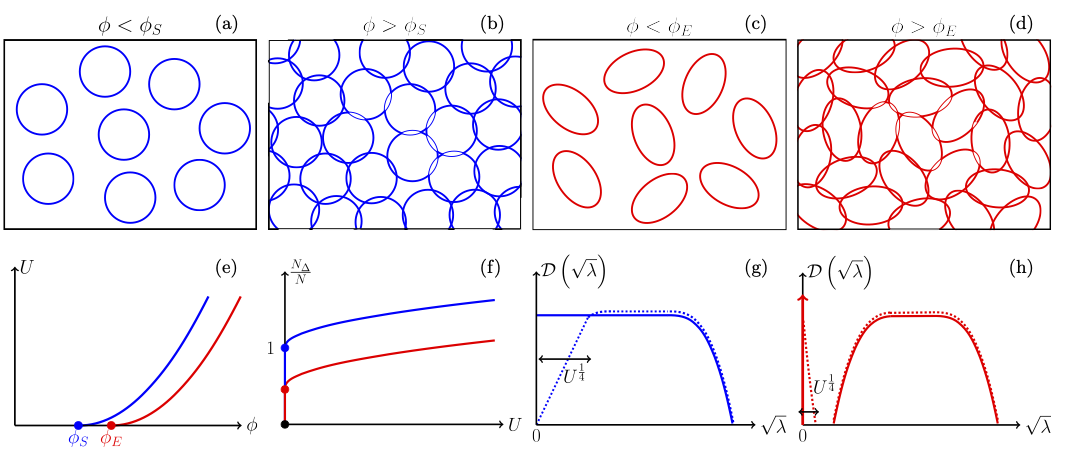 ϕ < ϕ_S (a)
ϕ > ϕ_S (b)
ϕ < ϕ_E (c)
ϕ > ϕ_E (d)
U (e)
ϕ_S ϕ_E ϕ
N_Δ/N (f)
1
U
𝒟(√λ) (g)
U^{1/4}
0 √λ
𝒟(√λ) (h)
U^{1/4}
0 √λ